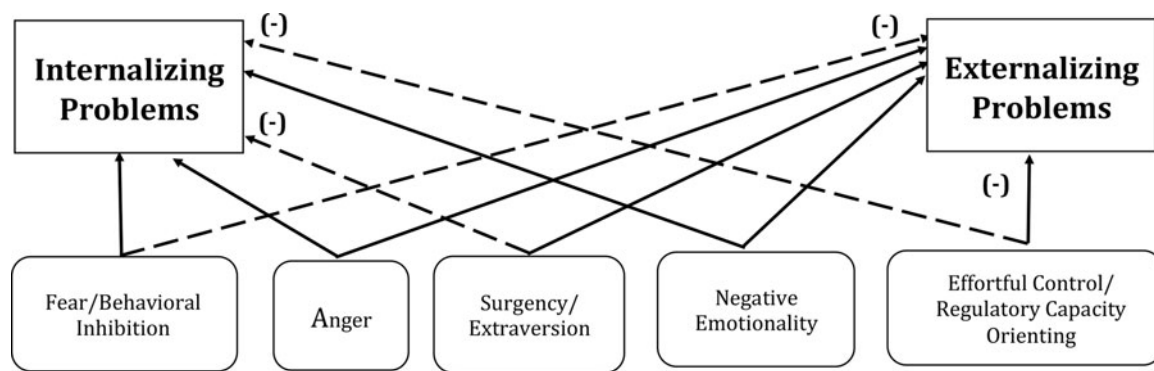 (-)
(-)
Internalizing
Problems
Externalizing
Problems
(-)
(-)
Fear/Behavioral
Inhibition
Anger
Surgency/
Extraversion
Negative
Emotionality
Effortful Control/
Regulatory Capacity
Orienting